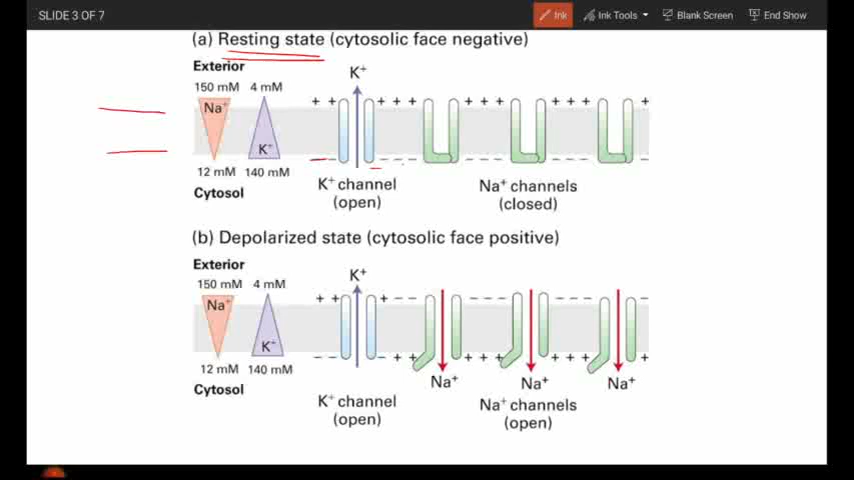 SLIDE 3 OF 7
Ink
Ink Tools
Blank Screen
End Show
(a) Resting state (cytosolic face negative)
Exterior
150 mM 4 mM
K+
+ + + + + + + + + + + +
Na+
K+
12 mM 140 mM
Cytosol
K+ channel
(open)
Na+ channels
(closed)
(b) Depolarized state (cytosolic face positive)
Exterior
150 mM 4 mM
K+
+ + + – – – – – – – – –
Na+
K+
– – – + + + + + + + + +
12 mM 140 mM
Cytosol
Na+ Na+ Na+
K+ channel
(open)
Na+ channels
(open)